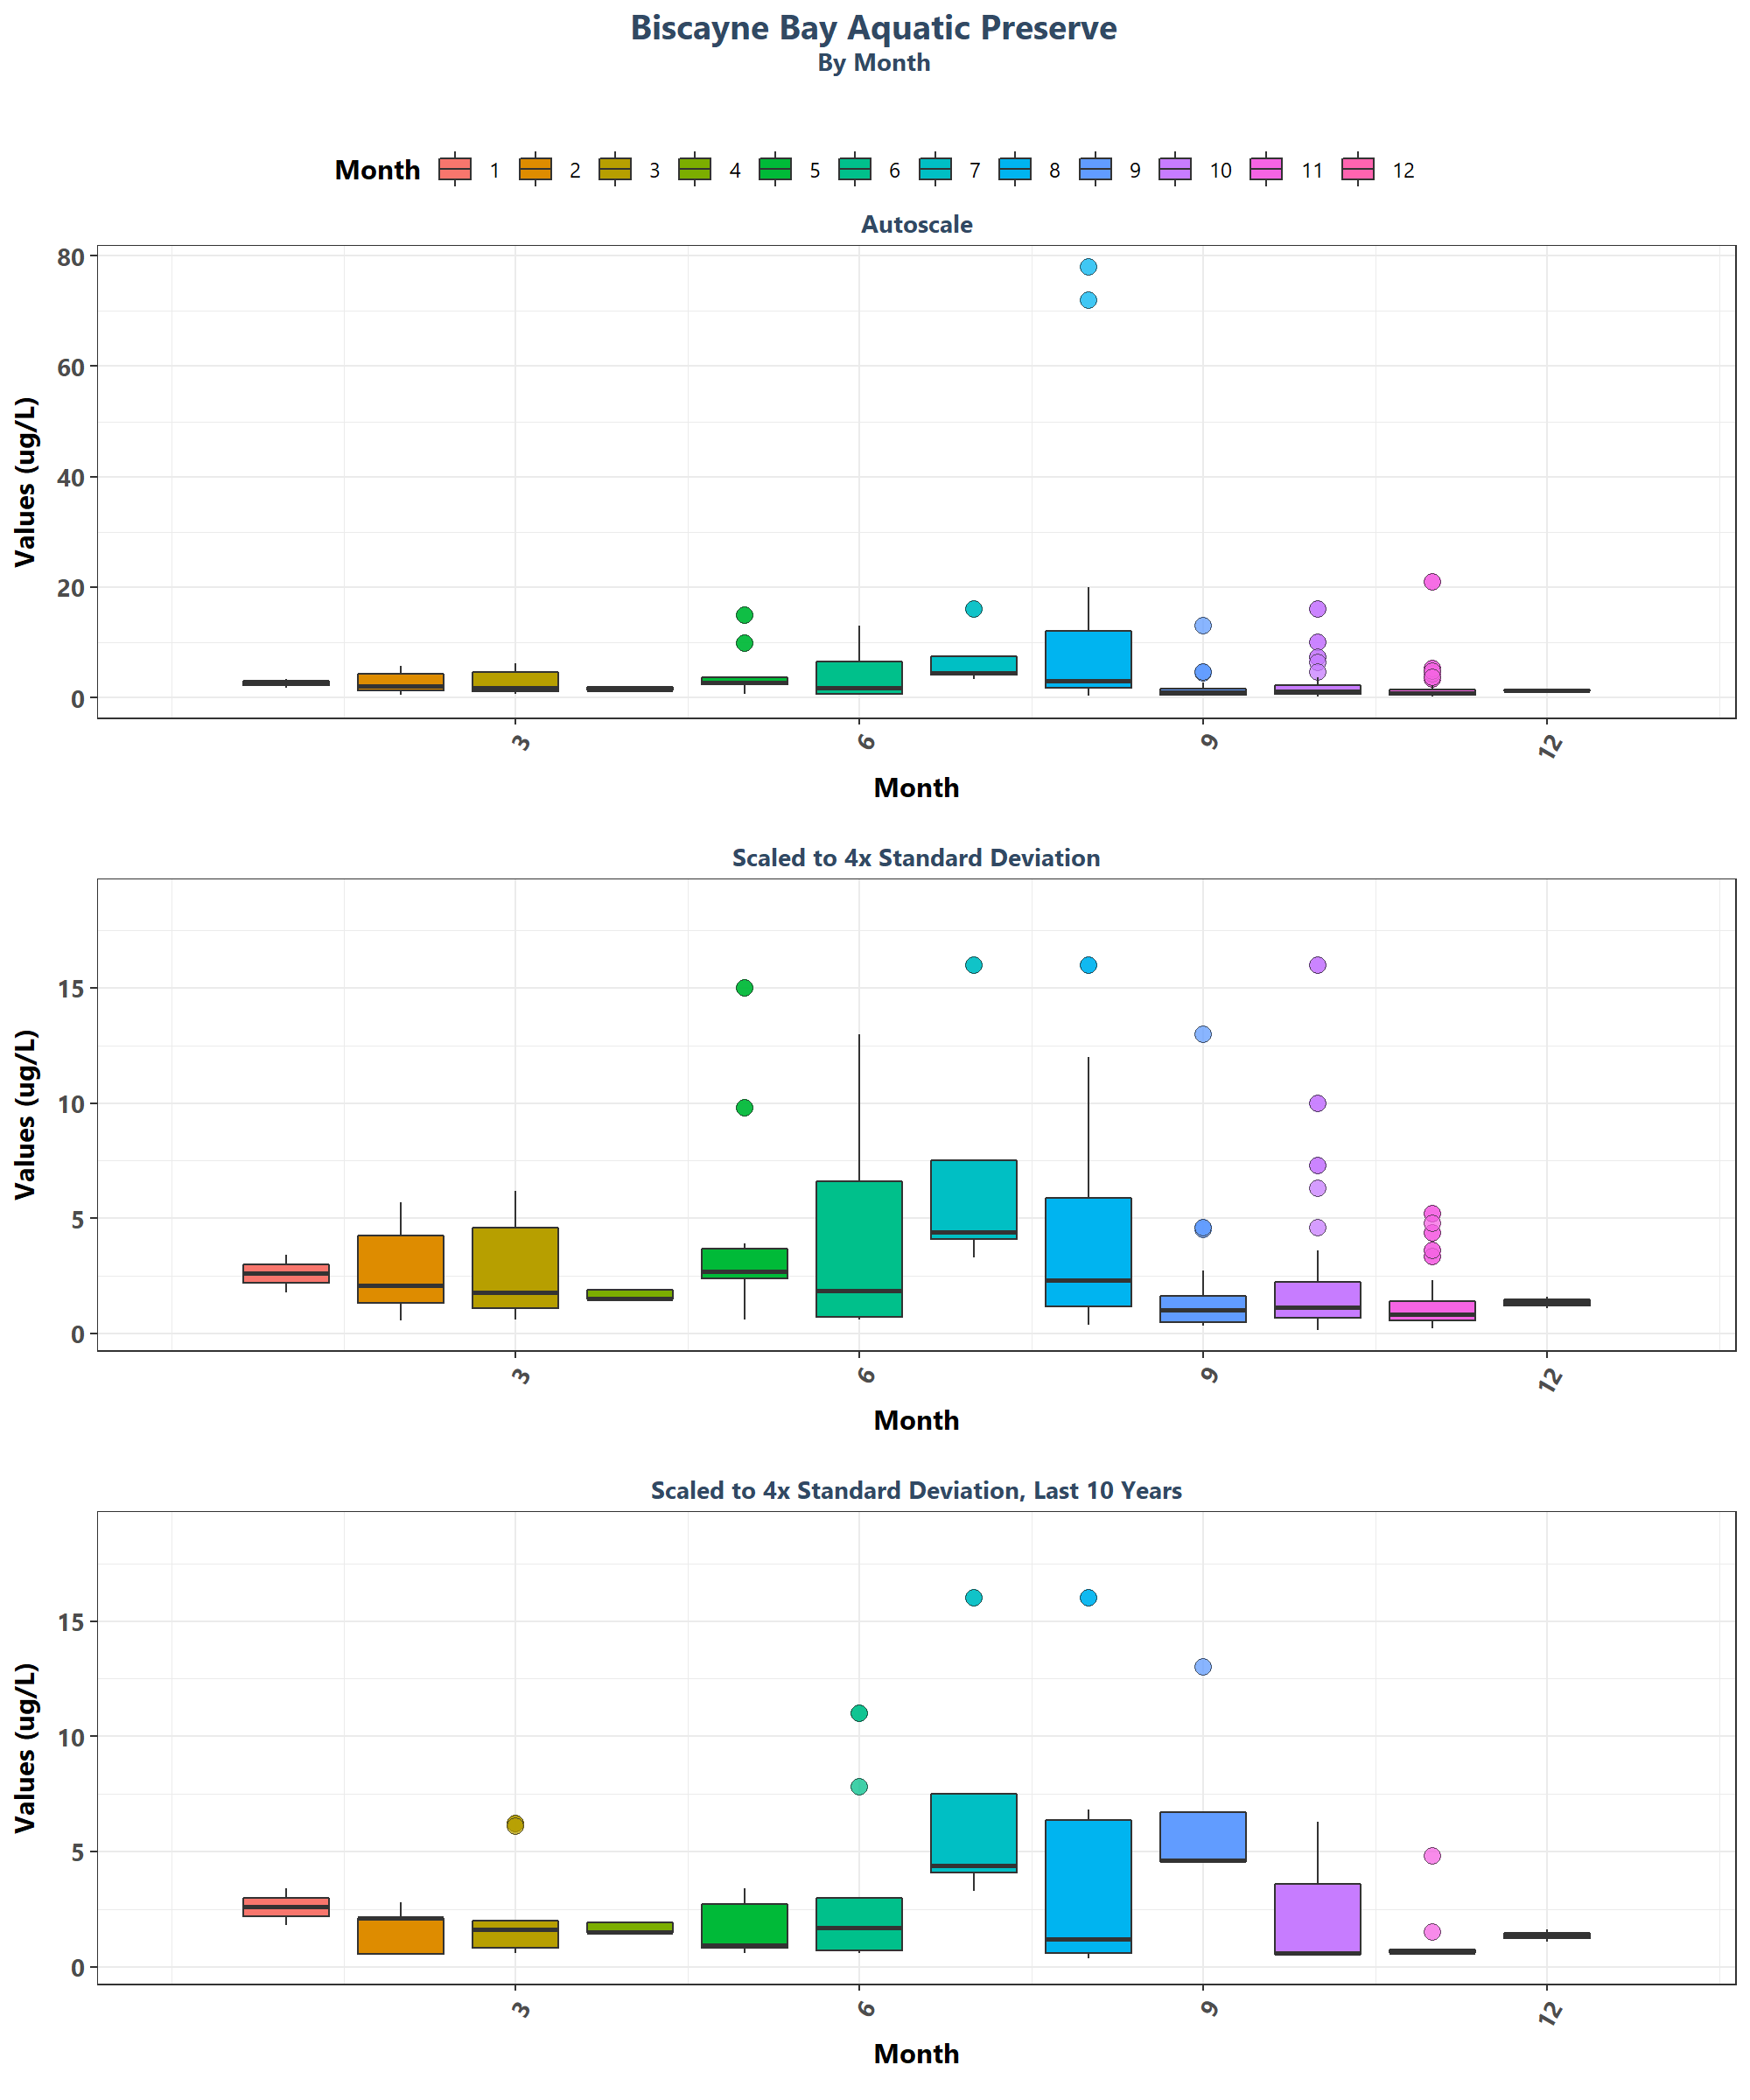 Biscayne Bay Aquatic Preserve
By Month
Month 1 2 3 4 5 6 7 8 9 10 11 12
Autoscale
Values (ug/L)
80
60
40
20
0
3 6 9 12
Month
Scaled to 4x Standard Deviation
Values (ug/L)
15
10
5
0
3 6 9 12
Month
Scaled to 4x Standard Deviation, Last 10 Years
Values (ug/L)
15
10
5
0
3 6 9 12
Month